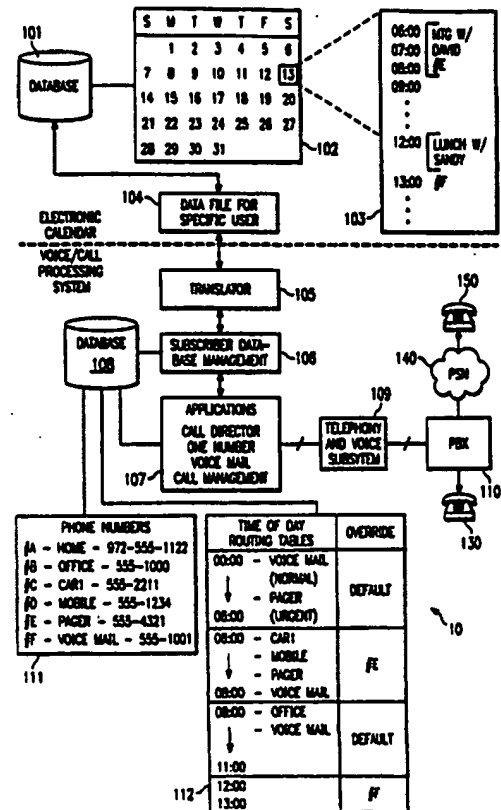 101
DATABASE
S M T W T F S
1 2 3 4 5 6
7 8 9 10 11 12 13
14 15 16 17 18 19 20
21 22 23 24 25 26 27
28 29 30 31
102
06:00 MTG W/
07:00 DAVID
08:00 #E
09:00
12:00 LUNCH W/
SANDY
13:00 #F
103
104
DATA FILE FOR
SPECIFIC USER
ELECTRONIC
CALENDAR
VOICE/CALL
PROCESSING
SYSTEM
TRANSLATOR
105
DATABASE
108
SUBSCRIBER DATA-
BASE MANAGEMENT
106
APPLICATIONS
CALL DIRECTOR
ONE NUMBER
VOICE MAIL
CALL MANAGEMENT
107
109
TELEPHONY
AND VOICE
SUBSYTEM
150
140
PSN
PBX
110
130
PHONE NUMBERS
#A - HOME - 972-555-1122
#B - OFFICE - 555-1000
#C - CAR1 - 555-2211
#D - MOBILE - 555-1234
#E - PAGER - 555-4321
#F - VOICE MAIL - 555-1001
111
TIME OF DAY
ROUTING TABLES
OVERRIDE
00:00 - VOICE MAIL
(NORMAL)
- PAGER
06:00 (URGENT)
DEFAULT
06:00 - CAR1
- MOBILE
- PAGER
08:00 - VOICE MAIL
#E
08:00 - OFFICE
- VOICE MAIL
11:00
DEFAULT
12:00
13:00
#F
112
10